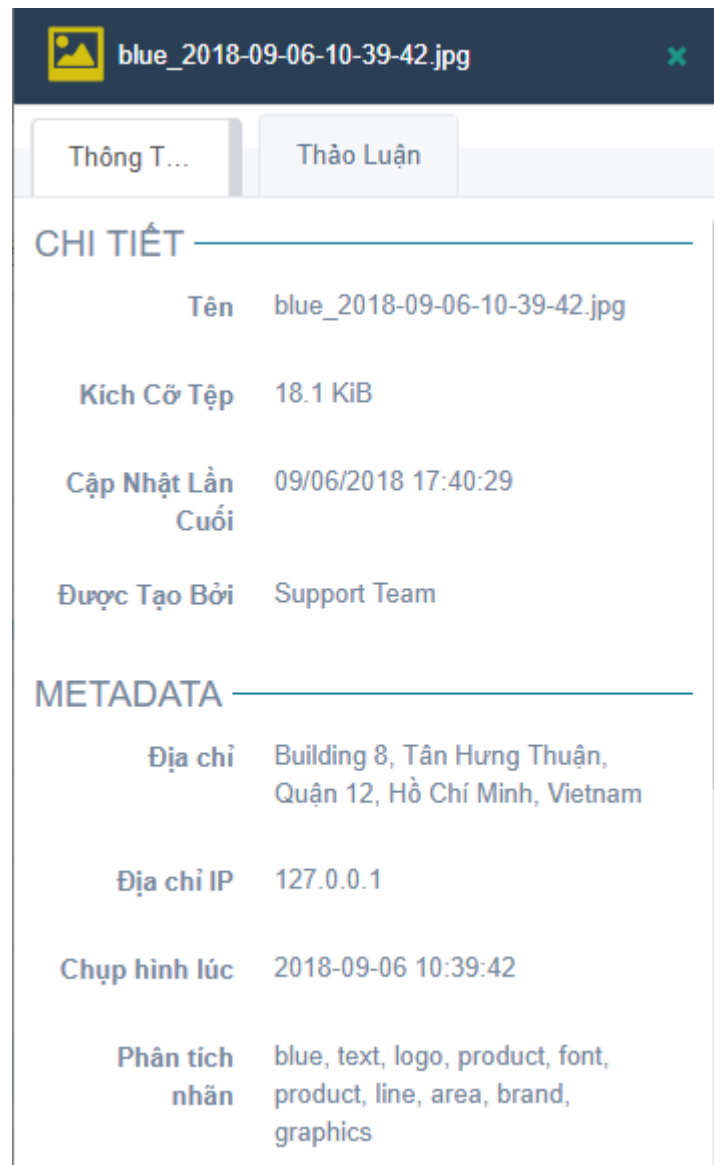 blue_2018-09-06-10-39-42.jpg
Thông T...
Thảo Luận
CHI TIẾT
Tên
blue_2018-09-06-10-39-42.jpg
Kích Cỡ Tệp
18.1 KiB
Cập Nhật Lần
Cuối
09/06/2018 17:40:29
Được Tạo Bởi
Support Team
METADATA
Địa chỉ
Building 8, Tân Hưng Thuận,
Quận 12, Hồ Chí Minh, Vietnam
Địa chỉ IP
127.0.0.1
Chụp hình lúc
2018-09-06 10:39:42
Phân tích
nhãn
blue, text, logo, product, font,
product, line, area, brand,
graphics